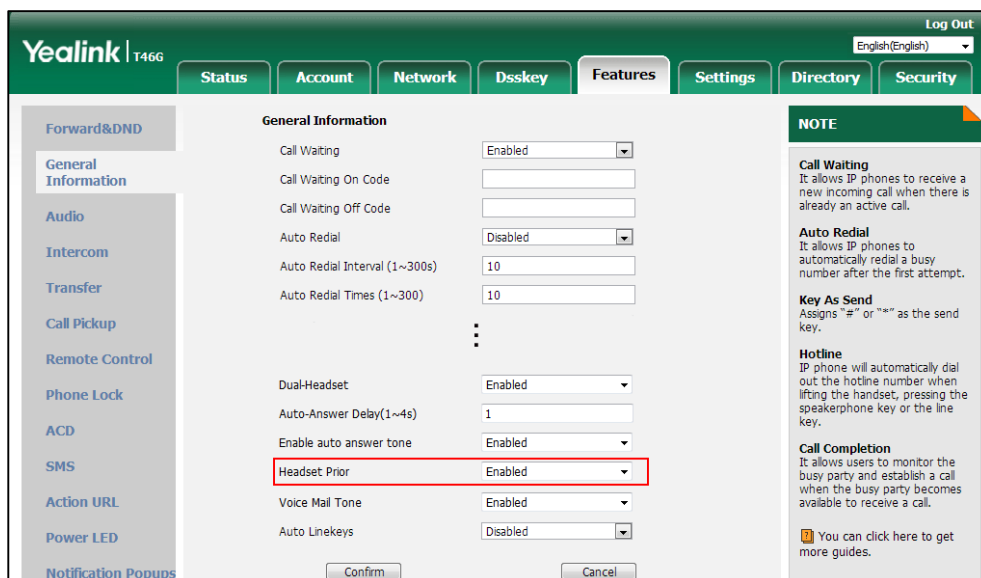 Log Out
Yealink | T46G
English(English)
Status Account Network Dsskey Features Settings Directory Security
Forward&DND
General
Information
Audio
Intercom
Transfer
Call Pickup
Remote Control
Phone Lock
ACD
SMS
Action URL
Power LED
Notification Popups
General Information
Call Waiting Enabled
Call Waiting On Code
Call Waiting Off Code
Auto Redial Disabled
Auto Redial Interval (1~300s) 10
Auto Redial Times (1~300) 10
Dual-Headset Enabled
Auto-Answer Delay(1~4s) 1
Enable auto answer tone Enabled
Headset Prior Enabled
Voice Mail Tone Enabled
Auto Linekeys Disabled
Confirm Cancel
NOTE
Call Waiting
It allows IP phones to receive a
new incoming call when there is
already an active call.
Auto Redial
It allows IP phones to
automatically redial a busy
number after the first attempt.
Key As Send
Assigns "#" or "*" as the send
key.
Hotline
IP phone will automatically dial
out the hotline number when
lifting the handset, pressing the
speakerphone key or the line
key.
Call Completion
It allows users to monitor the
busy party and establish a call
when the busy party becomes
available to receive a call.
? You can click here to get
more guides.